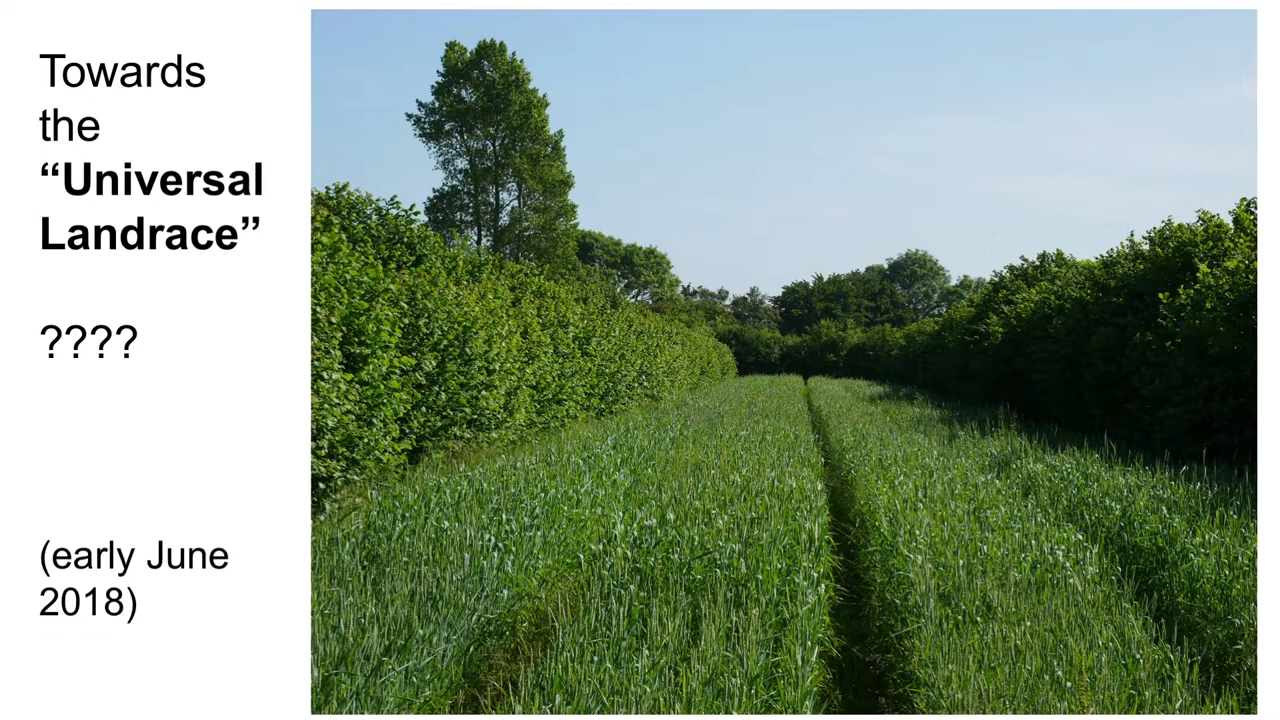 Towards
the
“Universal
Landrace”
????
(early June
2018)